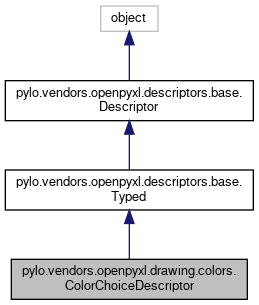 object
pylo.vendors.openpyxl.descriptors.base.
Descriptor
pylo.vendors.openpyxl.descriptors.base.
Typed
pylo.vendors.openpyxl.drawing.colors.
ColorChoiceDescriptor